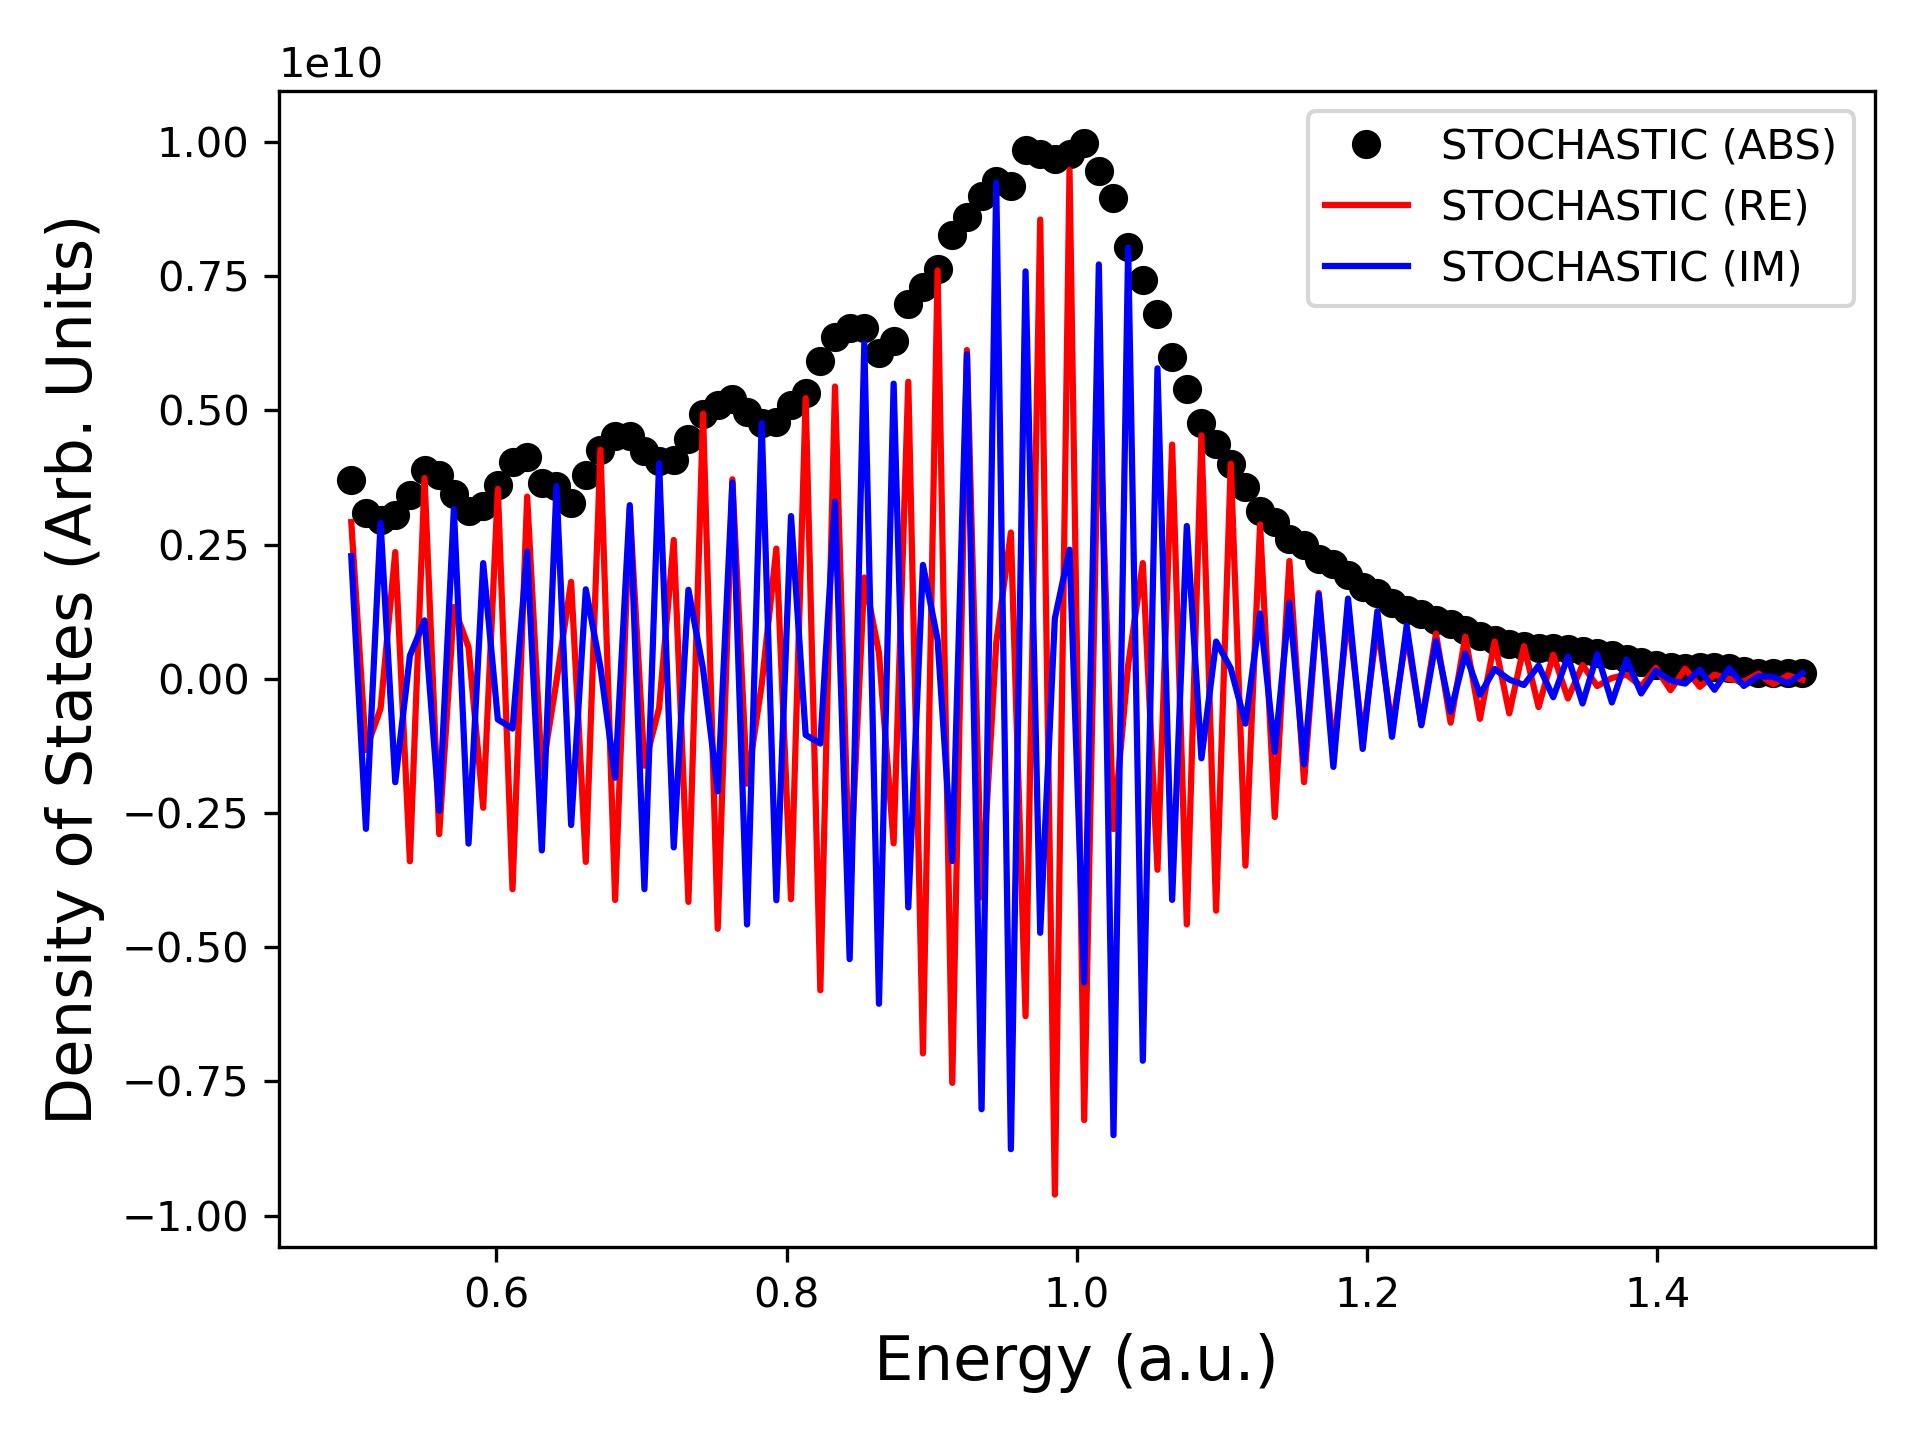 1e10
1.00
0.75
0.50
0.25
0.00
−0.25
−0.50
−0.75
−1.00
Density of States (Arb. Units)
STOCHASTIC (ABS)
STOCHASTIC (RE)
STOCHASTIC (IM)
0.6 0.8 1.0 1.2 1.4
Energy (a.u.)